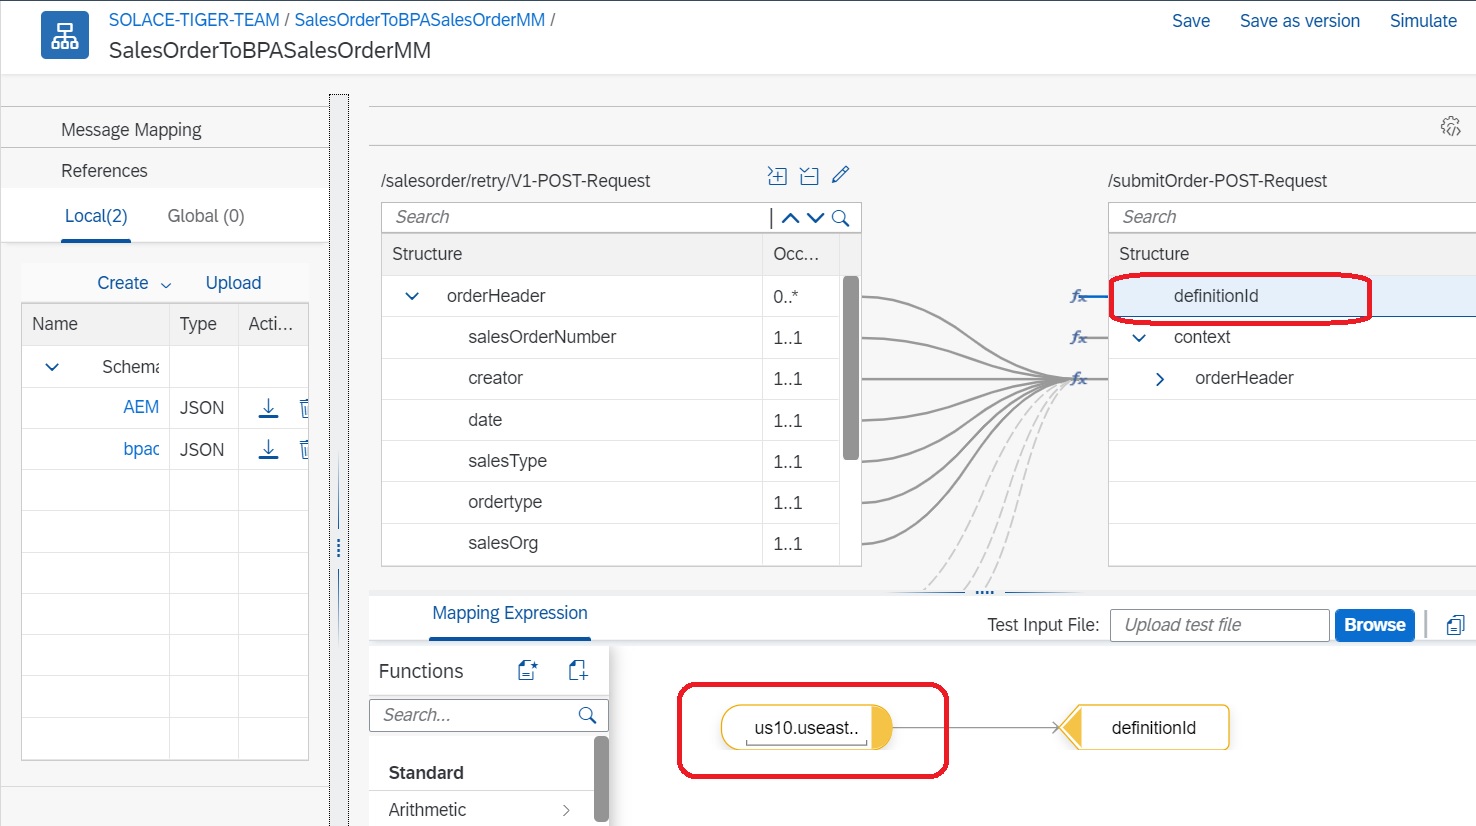 SOLACE-TIGER-TEAM / SalesOrderToBPASalesOrderMM /
SalesOrderToBPASalesOrderMM
Save
Save as version
Simulate
Message Mapping
References
Local(2)
Global (0)
Create
Upload
Name Type Acti...
Schema
AEM JSON
bpac JSON
/salesorder/retry/V1-POST-Request
Search
Structure Occ...
orderHeader 0..*
salesOrderNumber 1..1
creator 1..1
date 1..1
salesType 1..1
ordertype 1..1
salesOrg 1..1
/submitOrder-POST-Request
Search
Structure
fx definitionId
fx context
fx orderHeader
Mapping Expression
Test Input File:
Upload test file
Browse
Functions
Search...
Standard
Arithmetic
us10.useast..
definitionId